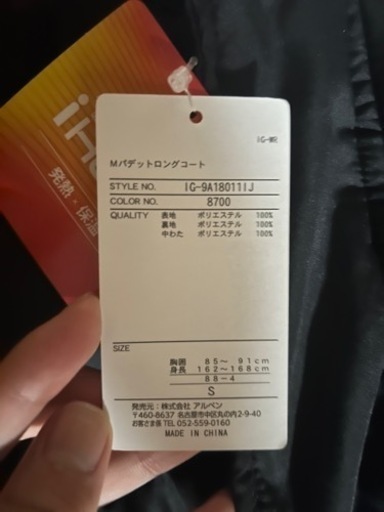 iH
発熱・保温
IG-WE
Mパデットロングコート
STYLE NO. IG-9A18011IJ
COLOR NO. 8700
QUALITY 表地 ポリエステル 100%
裏地 ポリエステル 100%
中わた ポリエステル 100%
SIZE
胸囲 85～ 91cm
身長 162～168cm
88-4
S
発売元：株式会社 アルペン
〒460-8637 名古屋市中区丸の内2-9-40
お客さま係 TEL 052-559-0160
MADE IN CHINA